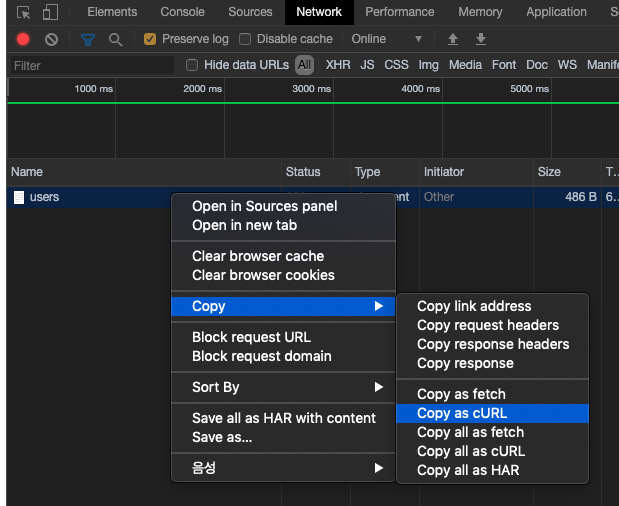 Elements Console Sources Network Performance Memory Application S
Preserve log Disable cache Online
Filter Hide data URLs All XHR JS CSS Img Media Font Doc WS Manife
1000 ms 2000 ms 3000 ms 4000 ms 5000 ms
Name Status Type Initiator Size T…
users ent Other 486 B 6…
Open in Sources panel
Open in new tab
Clear browser cache
Clear browser cookies
Copy
Block request URL
Block request domain
Sort By
Save all as HAR with content
Save as...
음성
Copy link address
Copy request headers
Copy response headers
Copy response
Copy as fetch
Copy as cURL
Copy all as fetch
Copy all as cURL
Copy all as HAR